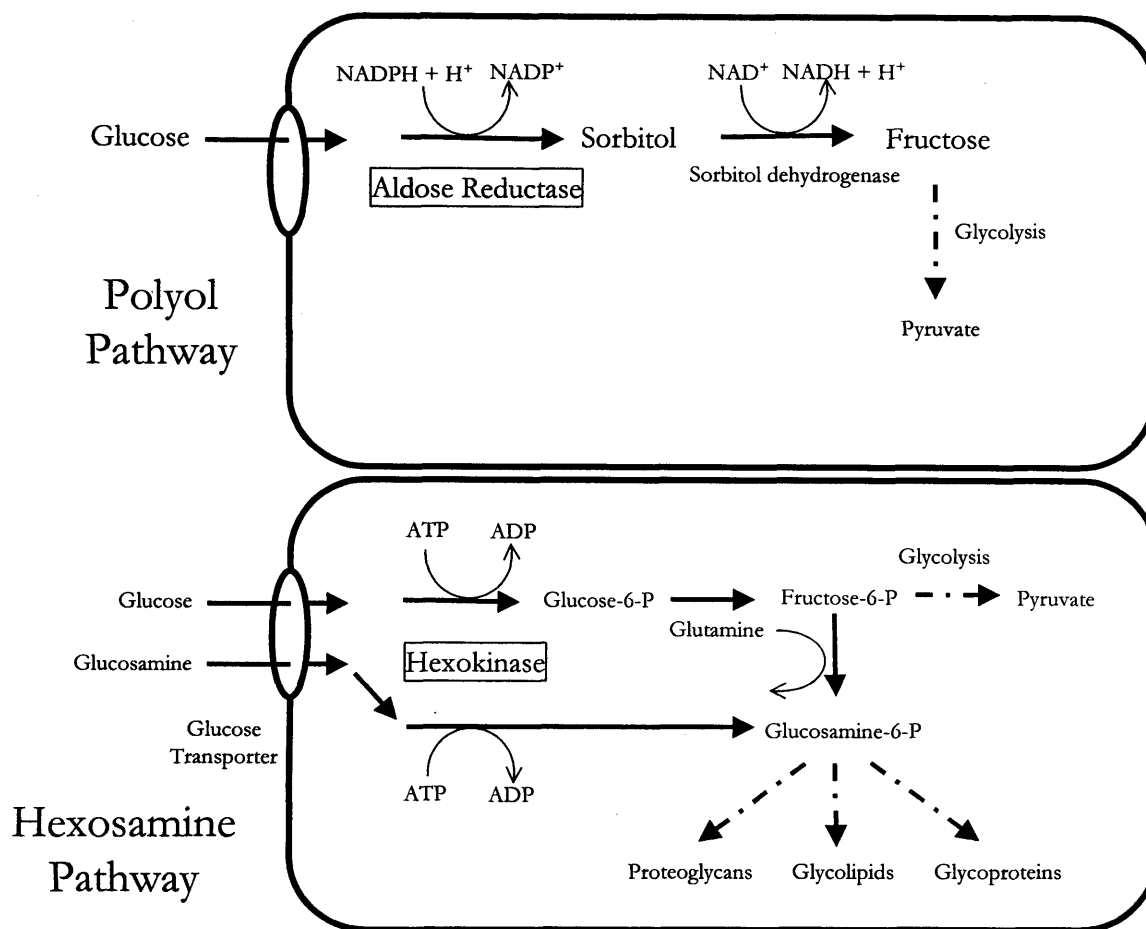 NADPH + H⁺ NADP⁺ NAD⁺ NADH + H⁺
Glucose Sorbitol Fructose
Aldose Reductase Sorbitol dehydrogenase
Glycolysis
Polyol
Pathway
Pyruvate
ATP ADP Glycolysis
Glucose Glucose-6-P Fructose-6-P Pyruvate
Glutamine
Glucosamine Hexokinase
Glucose
Transporter
Glucosamine-6-P
ATP ADP
Hexosamine
Pathway
Proteoglycans Glycolipids Glycoproteins